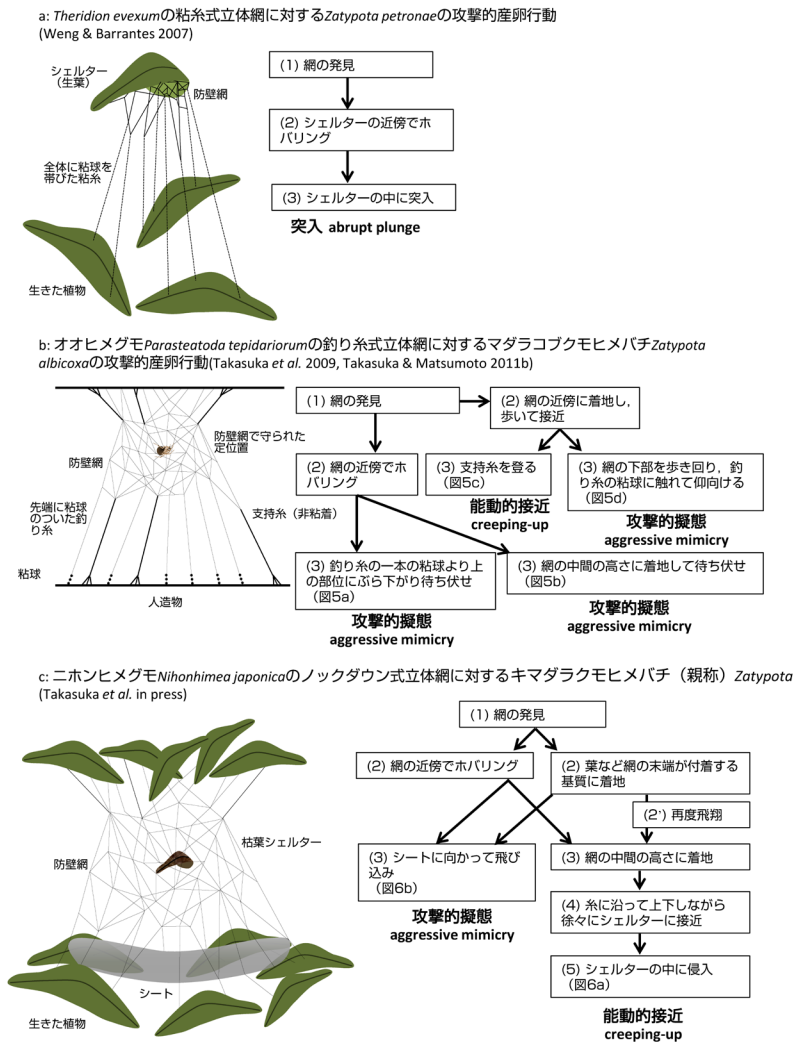 a: Theridion evexumの粘糸式立体網に対するZatypota petronaeの攻撃的産卵行動
(Weng & Barrantes 2007)
シェルター
（生葉）
防壁網
全体に粘球を
帯びた粘糸
生きた植物
(1) 網の発見
(2) シェルターの近傍でホ
バリング
(3) シェルターの中に突入
突入 abrupt plunge
b: オオヒメグモParasteatoda tepidariorumの釣り糸式立体網に対するマダラコブクモヒメバチZatypota
albicoxaの攻撃的産卵行動(Takasuka et al. 2009, Takasuka & Matsumoto 2011b)
防壁網で守られた
定位置
防壁網
先端に粘球
のついた釣
り糸
支持糸（非粘着）
粘球
人造物
(1) 網の発見
(2) 網の近傍に着地し，
歩いて接近
(2) 網の近傍でホ
バリング
(3) 支持糸を登る
（図5c）
能動的接近
creeping-up
(3) 網の下部を歩き回り，釣
り糸の粘球に触れて仰向ける
（図5d）
攻撃的擬態
aggressive mimicry
(3) 釣り糸の一本の粘球より上
の部位にぶら下がり待ち伏せ
（図5a）
攻撃的擬態
aggressive mimicry
(3) 網の中間の高さに着地して待ち伏せ
（図5b）
攻撃的擬態
aggressive mimicry
c: ニホンヒメグモNihonhimea japonicaのノックダウン式立体網に対するキマダラクモヒメバチ（親称）Zatypota
(Takasuka et al. in press)
枯葉シェルター
防壁網
シート
生きた植物
(1) 網の発見
(2) 網の近傍でホバリング
(2) 葉など網の末端が付着する
基質に着地
(2’) 再度飛翔
(3) シートに向かって飛び
込み
（図6b）
攻撃的擬態
aggressive mimicry
(3) 網の中間の高さに着地
(4) 糸に沿って上下しながら
徐々にシェルターに接近
(5) シェルターの中に侵入
（図6a）
能動的接近
creeping-up